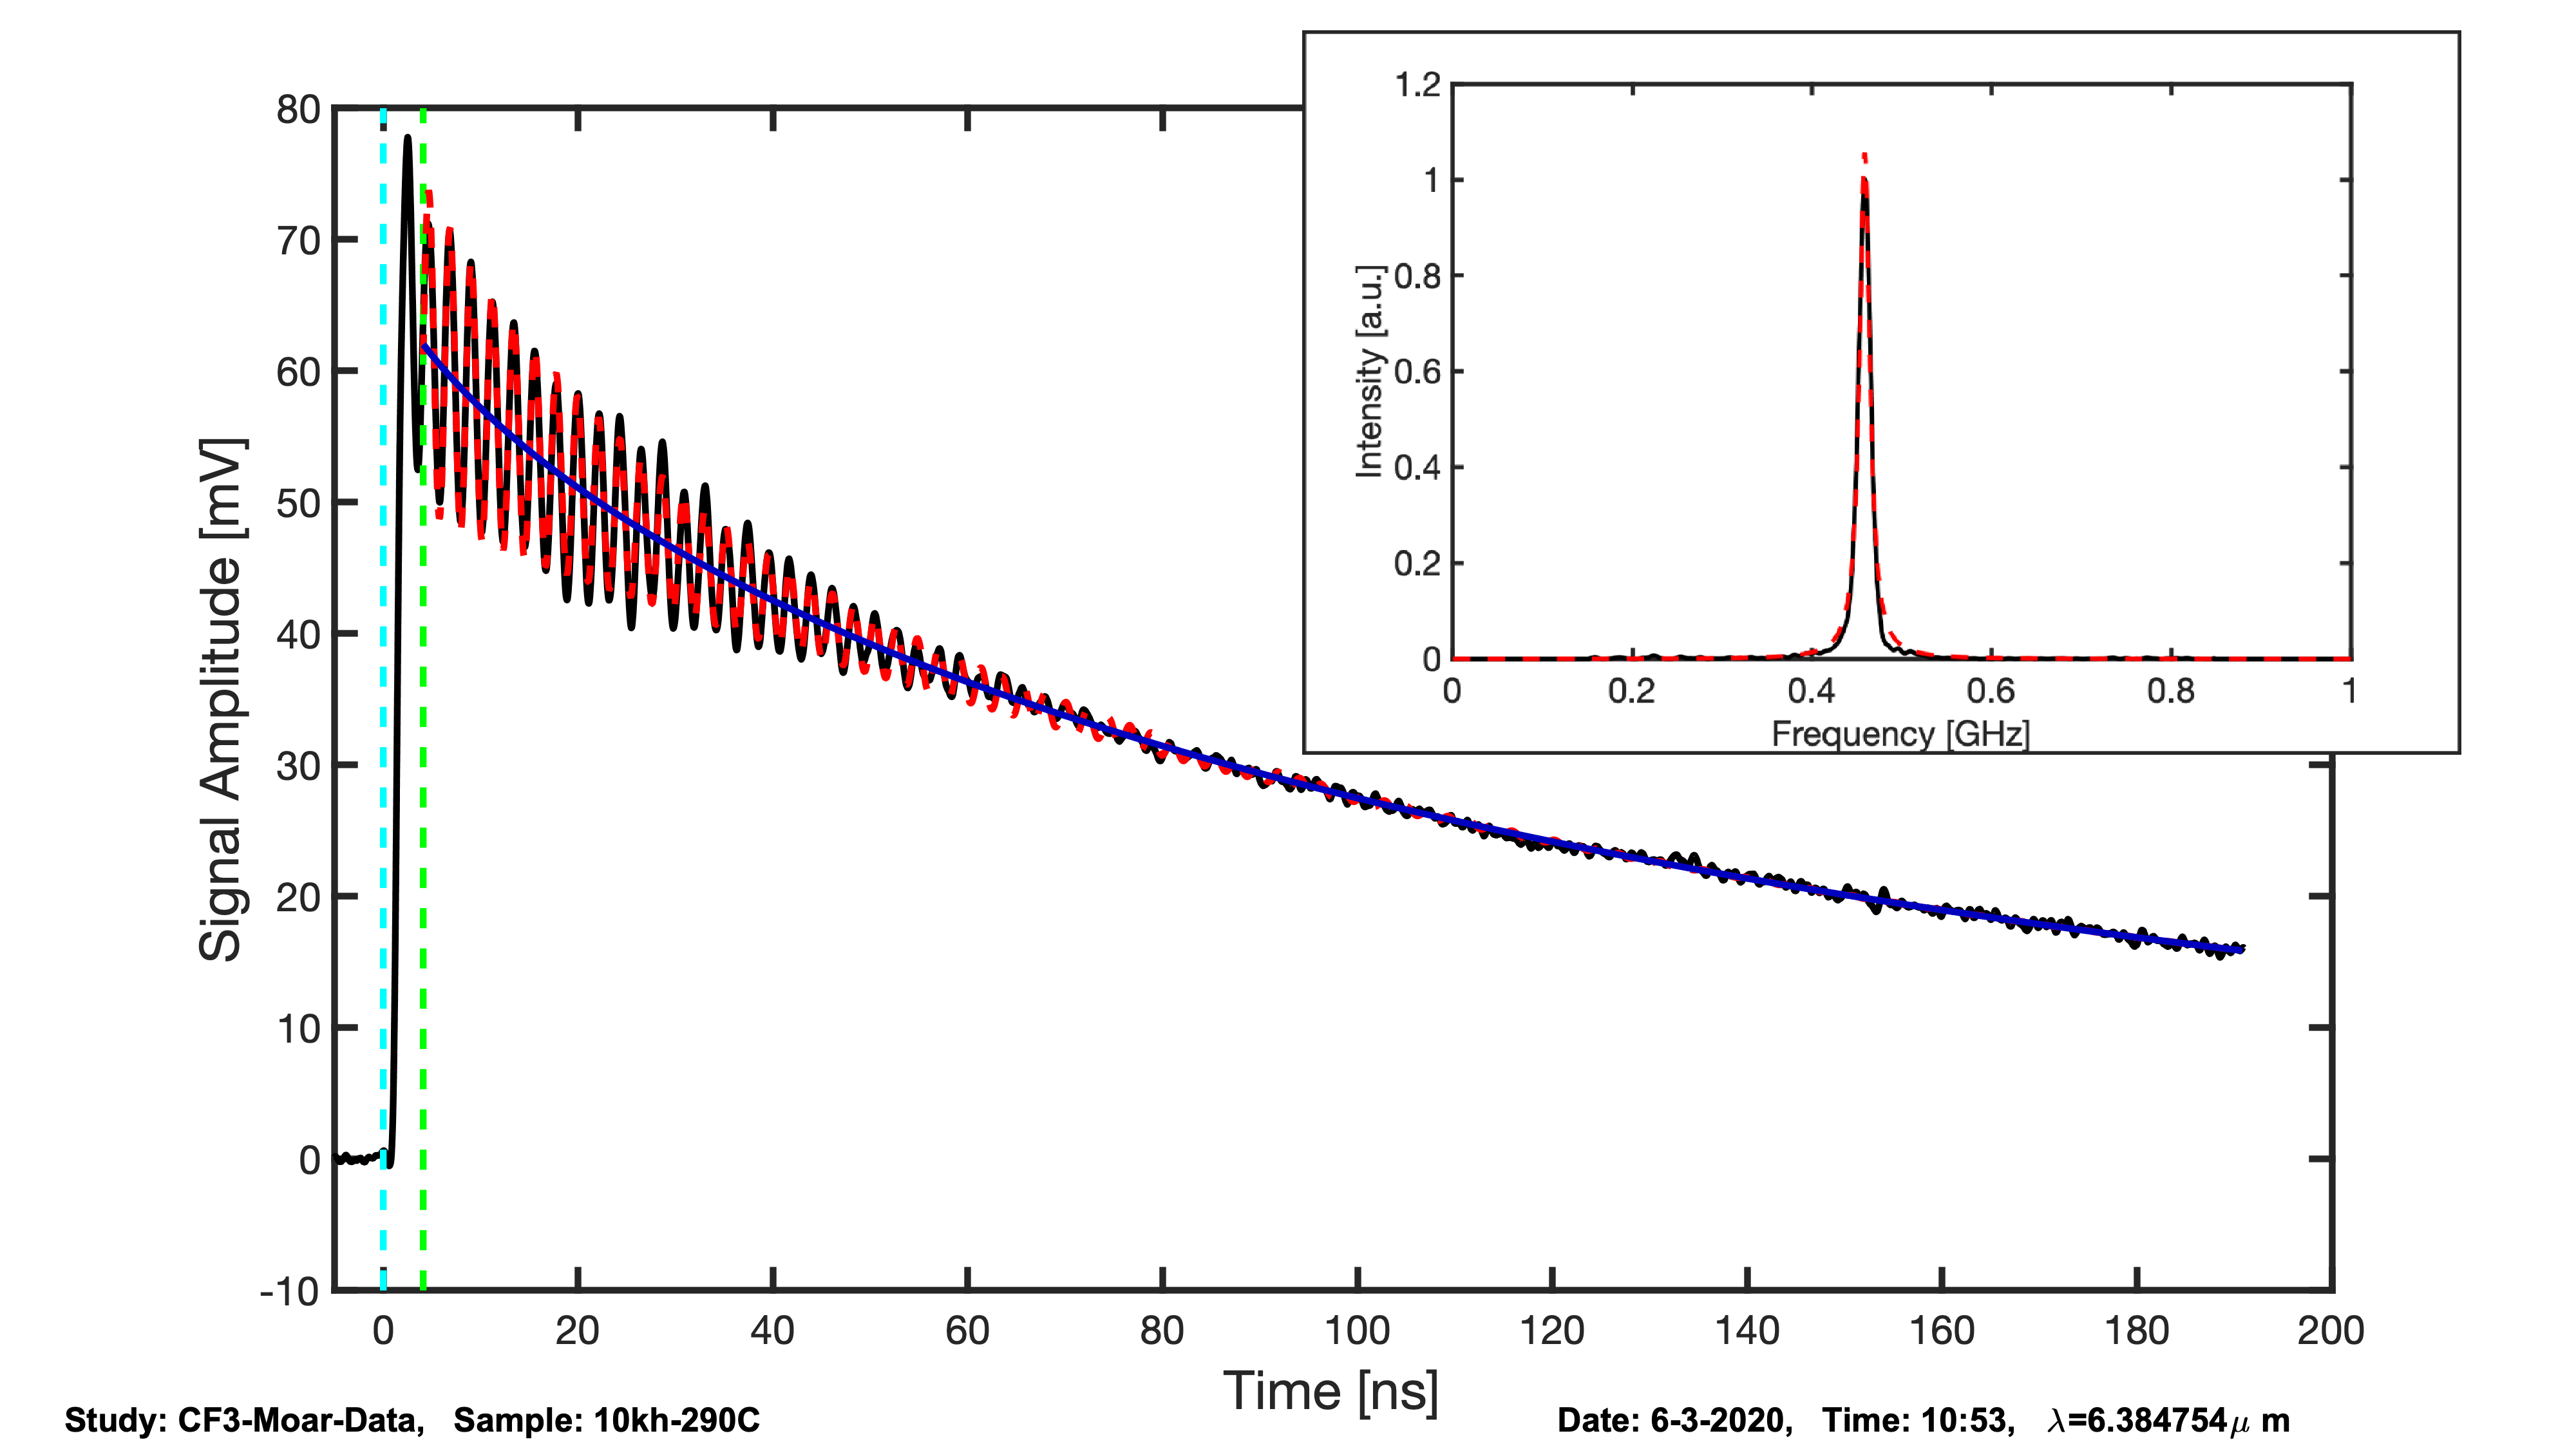 1.2
1
0.8
0.6
0.4
0.2
0
Intensity [a.u.]
0 0.2 0.4 0.6 0.8 1
Frequency [GHz]
80
70
60
50
40
30
20
10
0
-10
Signal Amplitude [mV]
0 20 40 60 80 100 120 140 160 180 200
Time [ns]
Study: CF3-Moar-Data, Sample: 10kh-290C
Date: 6-3-2020, Time: 10:53, λ=6.384754μ m